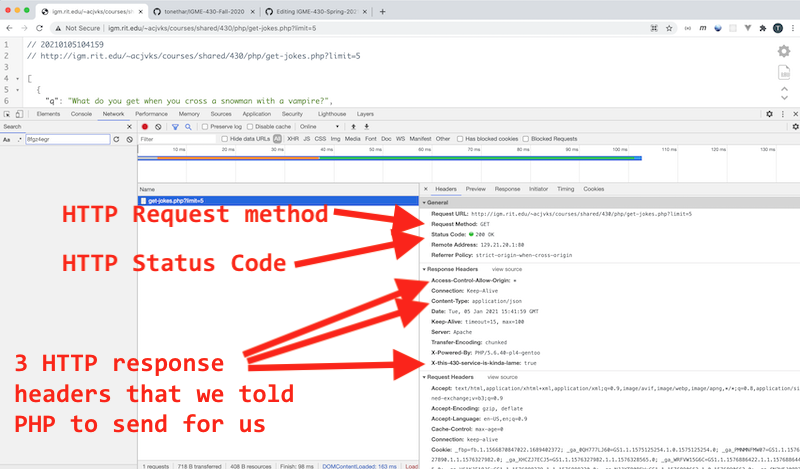 igm.rit.edu/~acjvks/courses/sh
tonethar/IGME-430-Fall-2020
Editing IGME-430-Spring-202
Not Secure | igm.rit.edu/~acjvks/courses/shared/430/php/get-jokes.php?limit=5
1 // 20210105104159
2 // http://igm.rit.edu/~acjvks/courses/shared/430/php/get-jokes.php?limit=5
3
4 [
5 {
6 "q": "What do you get when you cross a snowman with a vampire?",
Elements Console Network Performance Memory Sources Application Security Lighthouse Layers
Search
Preserve log Disable cache Online
Aa .*
Filter Hide data URLs All XHR JS CSS Img Media Font Doc WS Manifest Other Has blocked cookies Blocked Requests
10 ms 20 ms 30 ms 40 ms 50 ms 60 ms 70 ms 80 ms 90 ms 100 ms 110 ms 120 ms 130 ms
Name
get-jokes.php?limit=5
Headers Preview Response Initiator Timing Cookies
General
Request URL: http://igm.rit.edu/~acjvks/courses/shared/430/php/get-jokes.php?limit=5
Request Method: GET
Status Code: 200 OK
Remote Address: 129.21.20.1:80
Referrer Policy: strict-origin-when-cross-origin
Response Headers view source
Access-Control-Allow-Origin: *
Connection: Keep-Alive
Content-Type: application/json
Date: Tue, 05 Jan 2021 15:41:59 GMT
Keep-Alive: timeout=15, max=100
Server: Apache
Transfer-Encoding: chunked
X-Powered-By: PHP/5.6.40-pl4-gentoo
X-this-430-service-is-kinda-lame: true
Request Headers view source
Accept: text/html,application/xhtml+xml,application/xml;q=0.9,image/avif,image/webp,image/apng,*/*;q=0.8,application/si
ned-exchange;v=b3;q=0.9
Accept-Encoding: gzip, deflate
Accept-Language: en-US,en;q=0.9
Cache-Control: max-age=0
Connection: keep-alive
HTTP Request method
HTTP Status Code
3 HTTP response
headers that we told
PHP to send for us
1 requests 718 B transferred 408 B resources Finish: 98 ms DOMContentLoaded: 163 ms Load